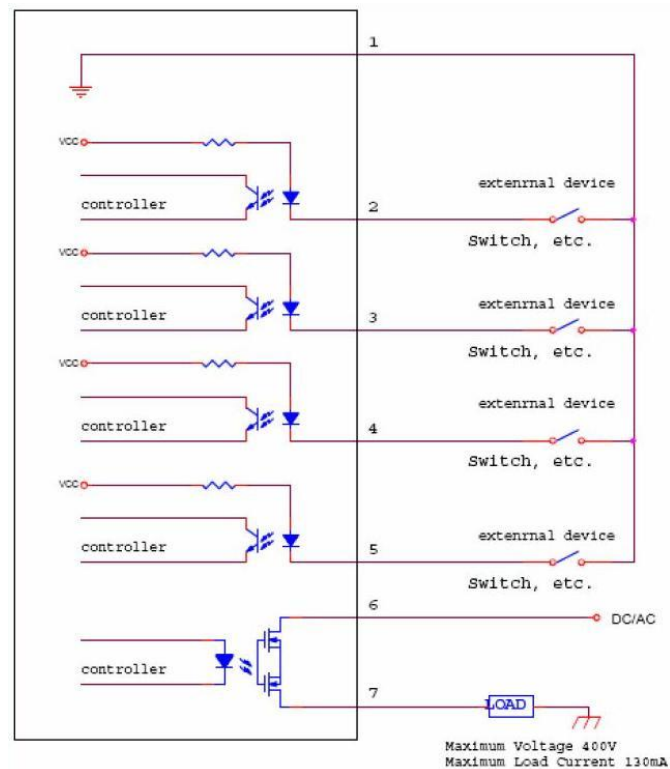 1
VCC
controller
2
extenrnal device
Switch, etc.
VCC
controller
3
extenrnal device
Switch, etc.
VCC
controller
4
extenrnal device
Switch, etc.
VCC
controller
5
extenrnal device
Switch, etc.
6
DC/AC
controller
7
LOAD
Maximum Voltage 400V
Maximum Load Current 130mA